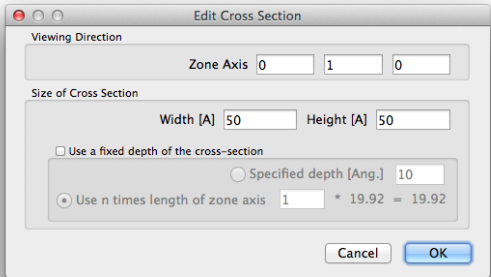 Edit Cross Section
Viewing Direction
Zone Axis 0 1 0
Size of Cross Section
Width [A] 50 Height [A] 50
Use a fixed depth of the cross-section
Specified depth [Ang.] 10
Use n times length of zone axis 1 * 19.92 = 19.92
Cancel OK